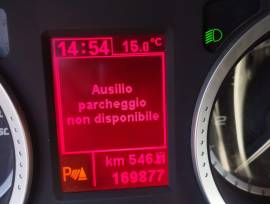 14:54 15.0°C
Ausilio
parcheggio
non disponibile
P
km 546.
169877